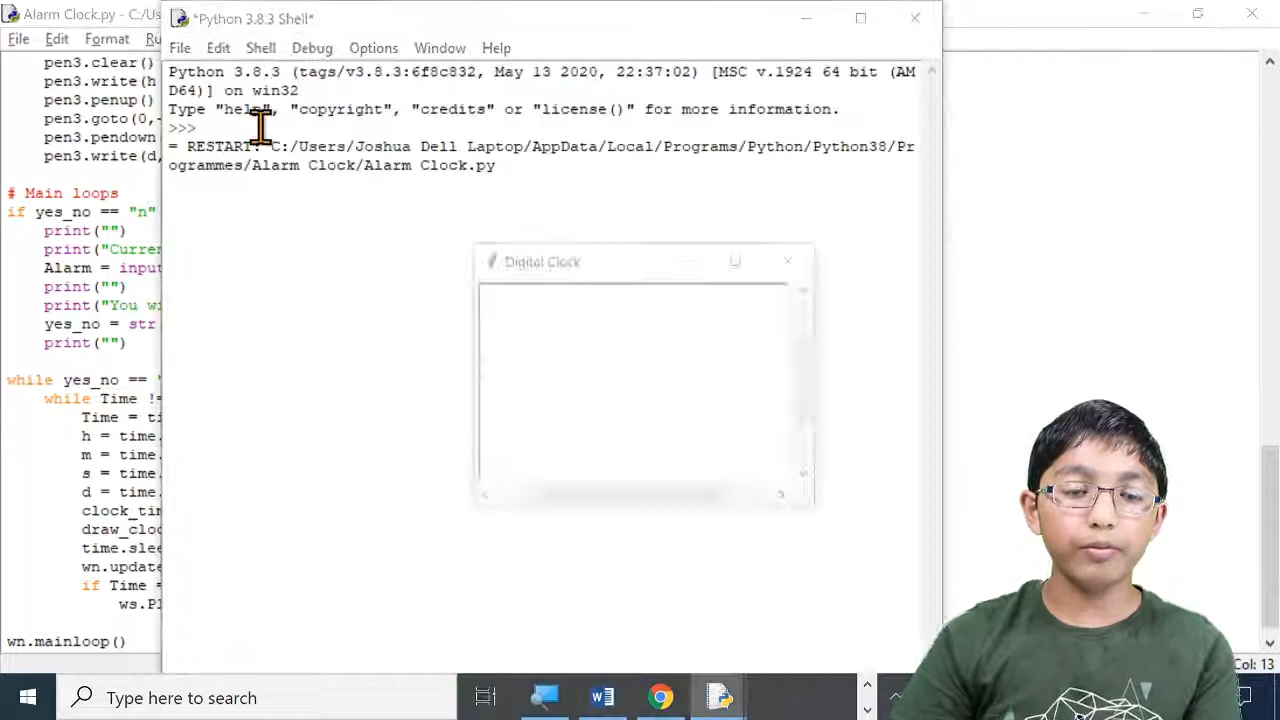 Alarm Clock.py - C:/Us
File Edit Format Ru
pen3.clear()
pen3.write(h
pen3.penup()
pen3.goto(0,-
pen3.pendown
pen3.write(d,
# Main loops
if yes_no == "n"
print("")
print("Curren
Alarm = input
print("")
print("You wi
yes_no = str
print("")
while yes_no == "
while Time !=
Time = ti
h = time.
m = time.
s = time.
d = time.
clock_tim
draw_cloc
time.slee
wn.update
if Time =
ws.Pl
wn.mainloop()
*Python 3.8.3 Shell*
File Edit Shell Debug Options Window Help
Python 3.8.3 (tags/v3.8.3:6f8c832, May 13 2020, 22:37:02) [MSC v.1924 64 bit (AM
D64)] on win32
Type "help", "copyright", "credits" or "license()" for more information.
>>>
= RESTART: C:/Users/Joshua Dell Laptop/AppData/Local/Programs/Python/Python38/Pr
ogrammes/Alarm Clock/Alarm Clock.py
Digital Clock
Col: 13
Type here to search